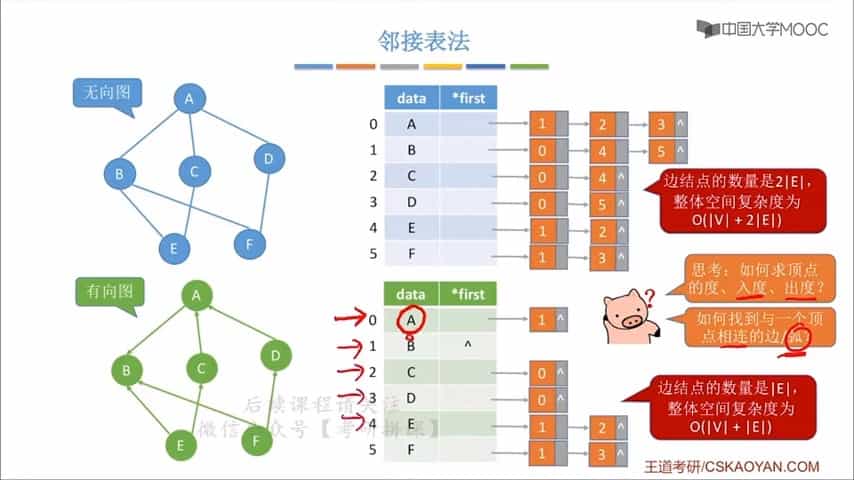 中国大学MOOC
邻接表法
无向图
A
B
C
D
E
F
data *first
0 A 1 2 3 ^
1 B 0 4 5 ^
2 C 0 4 ^
3 D 0 5 ^
4 E 1 2 ^
5 F 1 3 ^
边结点的数量是2|E|，
整体空间复杂度为
O(|V| + 2|E|)
有向图
A
B
C
D
E
F
data *first
0 A 1 ^
1 B ^
2 C 0 ^
3 D 0 ^
4 E 1 2 ^
5 F 1 3 ^
?
思考：如何求顶点
的度、入度、出度？
如何找到与一个顶
点相连的边/弧？
边结点的数量是|E|，
整体空间复杂度为
O(|V| + |E|)
后续课程请关注
微信公众号【考研拼课】
王道考研/CSKAOYAN.COM